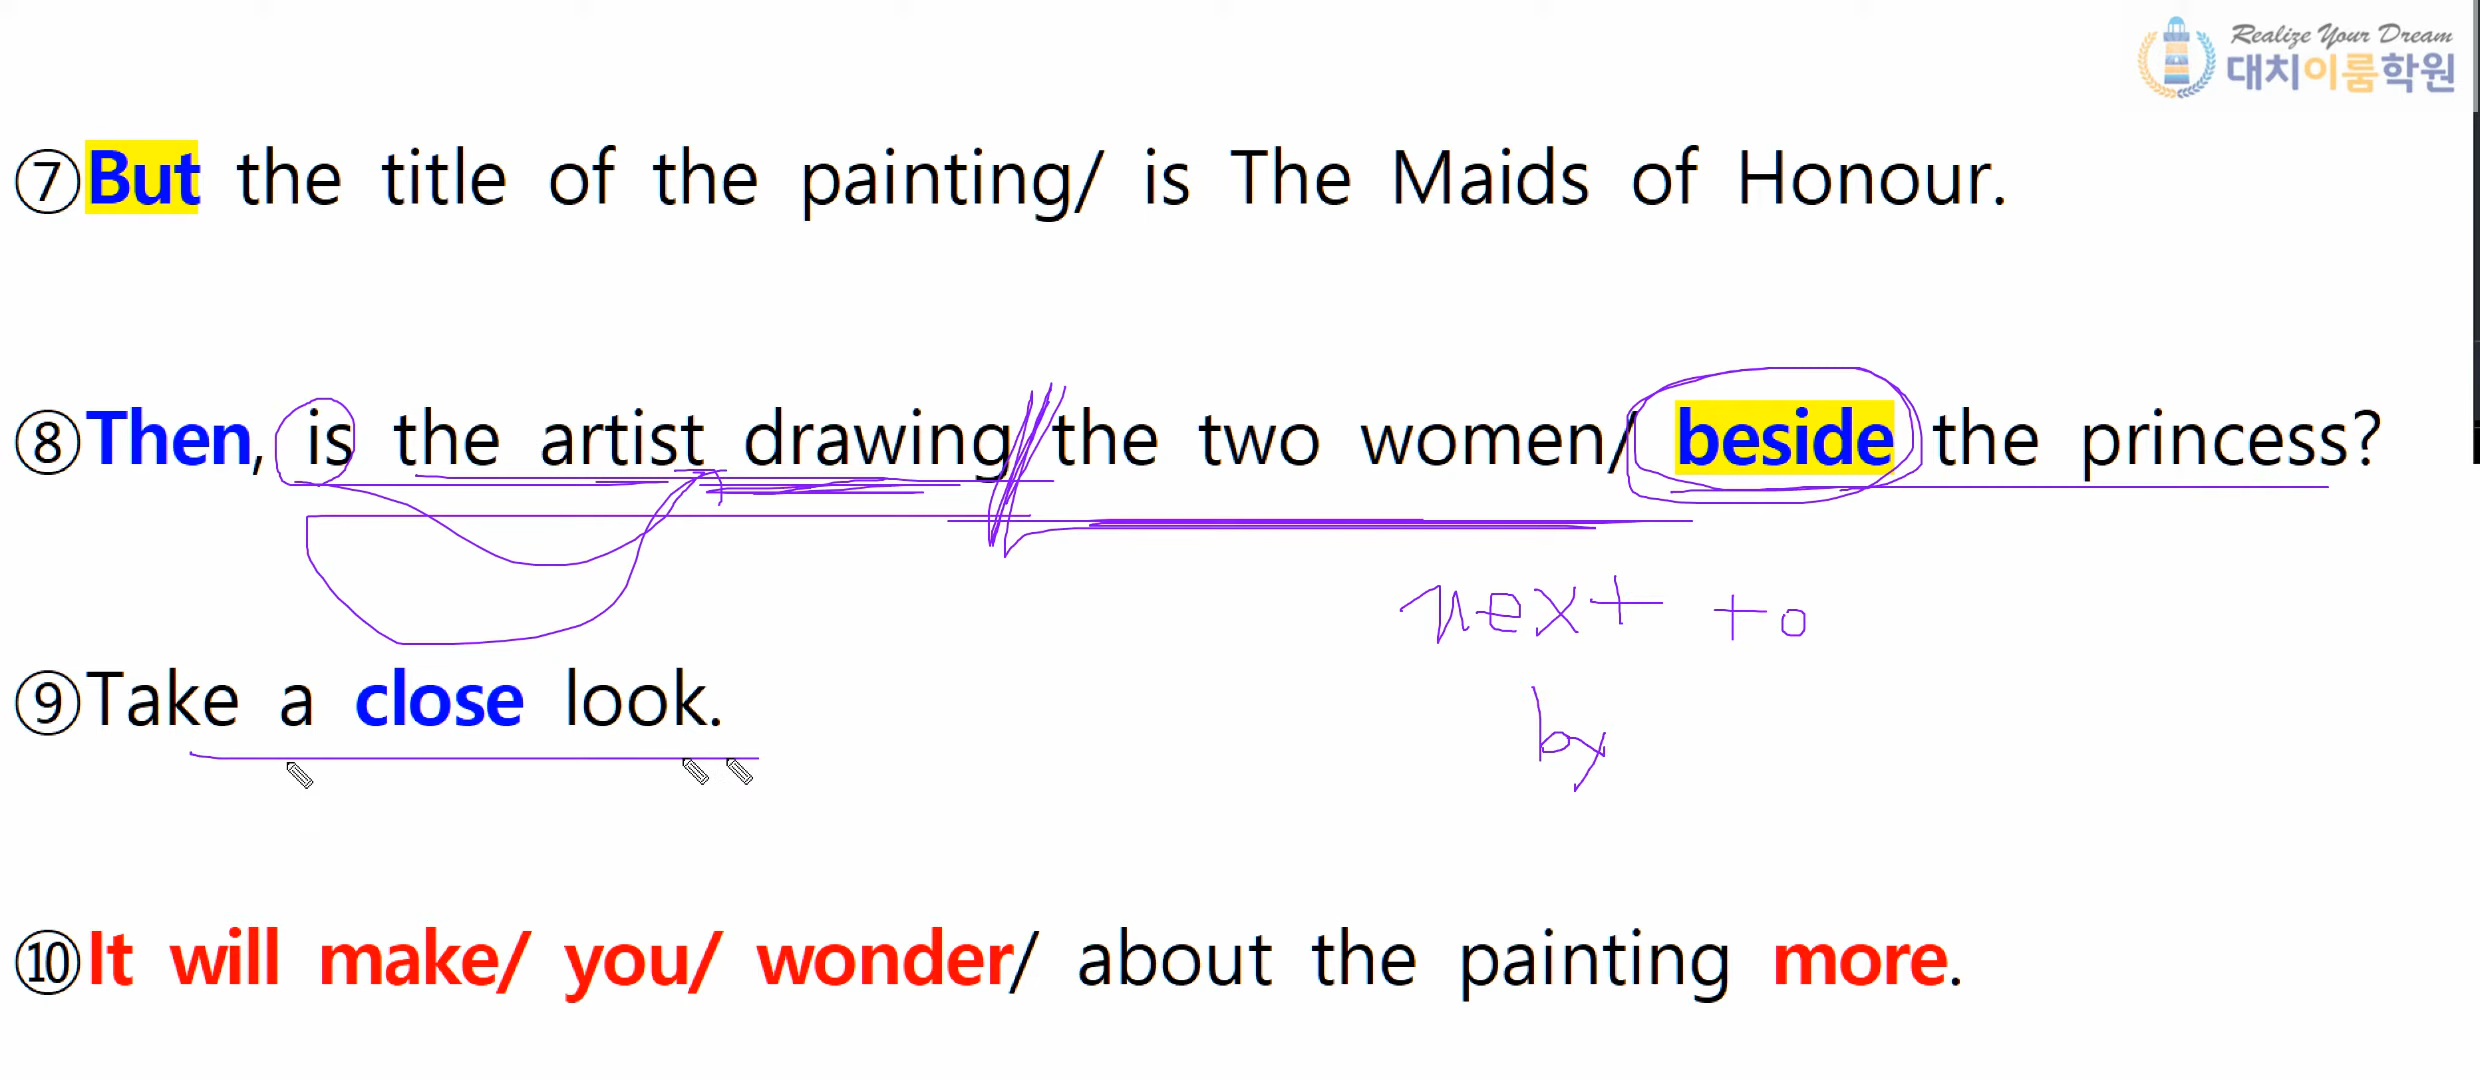 Realize Your Dream
대치이룸학원
⑦But the title of the painting/ is The Maids of Honour.
⑧Then, is the artist drawing the two women/ beside the princess?
next to
⑨Take a close look.
by
⑩It will make/ you/ wonder/ about the painting more.